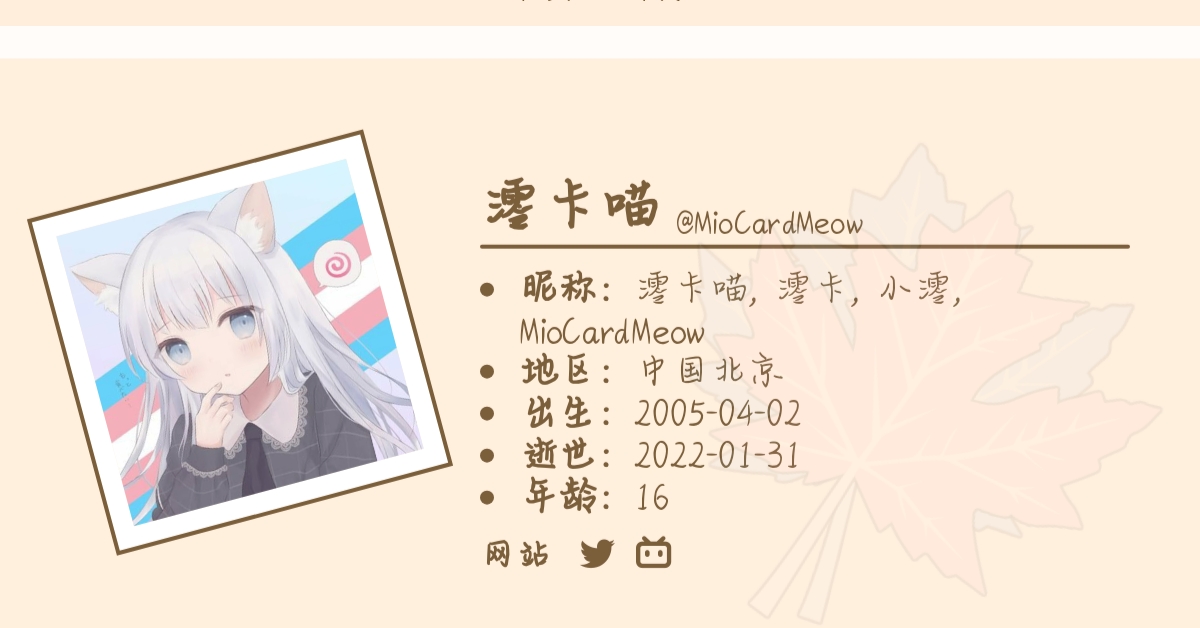 澪卡喵 @MioCardMeow
昵称：澪卡喵, 澪卡, 小澪,
MioCardMeow
地区：中国北京
出生：2005-04-02
逝世：2022-01-31
年龄：16
网站